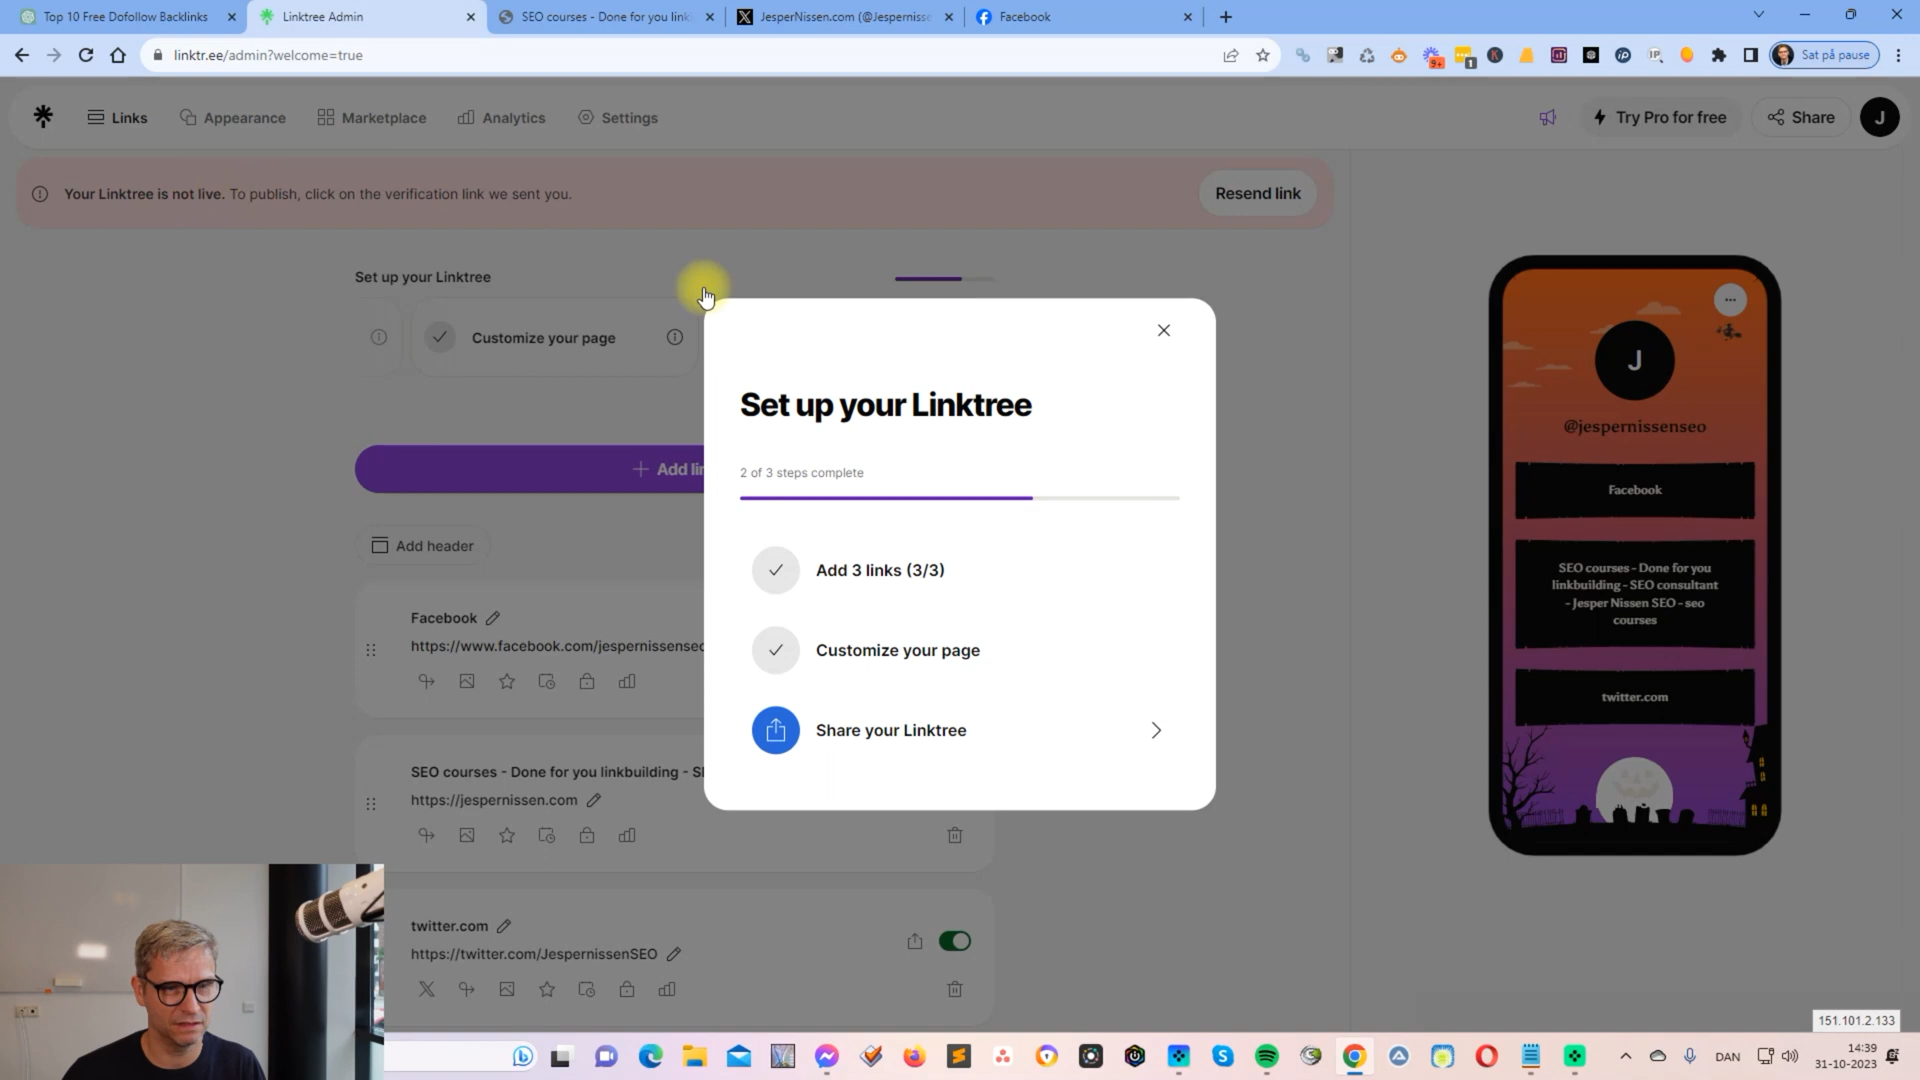 Top 10 Free Dofollow Backlinks
Linktree Admin
SEO courses - Done for you link
JesperNissen.com (@Jespernisse
Facebook
linktr.ee/admin?welcome=true
9+
1
Sat på pause
Links
Appearance
Marketplace
Analytics
Settings
Try Pro for free
Share
J
Your Linktree is not live. To publish, click on the verification link we sent you.
Resend link
Set up your Linktree
Customize your page
Add lin
Add header
Facebook
https://www.facebook.com/jespernissenseo
SEO courses - Done for you linkbuilding - SE
https://jespernissen.com
twitter.com
https://twitter.com/JespernissenSEO
Set up your Linktree
2 of 3 steps complete
Add 3 links (3/3)
Customize your page
Share your Linktree
J
@jespernissenseo
Facebook
SEO courses - Done for you
linkbuilding - SEO consultant
- Jesper Nissen SEO - seo
courses
twitter.com
151.101.2.133
DAN
14:39
31-10-2023